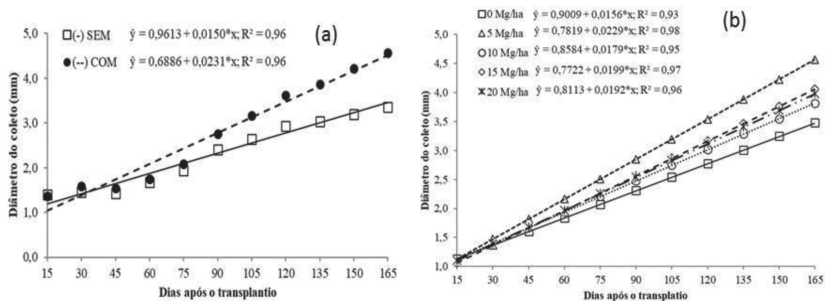 (a)
(-) SEM ŷ = 0,9613 + 0,0150*x; R² = 0,96
(--) COM ŷ = 0,6886 + 0,0231*x; R² = 0,96
Diâmetro do coleto (mm)
5,0
4,0
3,0
2,0
1,0
0,0
15 30 45 60 75 90 105 120 135 150 165
Dias após o transplantio
(b)
0 Mg/ha ŷ = 0,9009 + 0,0156*x; R² = 0,93
5 Mg/ha ŷ = 0,7819 + 0,0229*x; R² = 0,98
10 Mg/ha ŷ = 0,8584 + 0,0179*x; R² = 0,95
15 Mg/ha ŷ = 0,7722 + 0,0199*x; R² = 0,97
20 Mg/ha ŷ = 0,8113 + 0,0192*x; R² = 0,96
Diâmetro do coleto (mm)
5,0
4,5
4,0
3,5
3,0
2,5
2,0
1,5
1,0
15 30 45 60 75 90 105 120 135 150 165
Dias após o transplatio